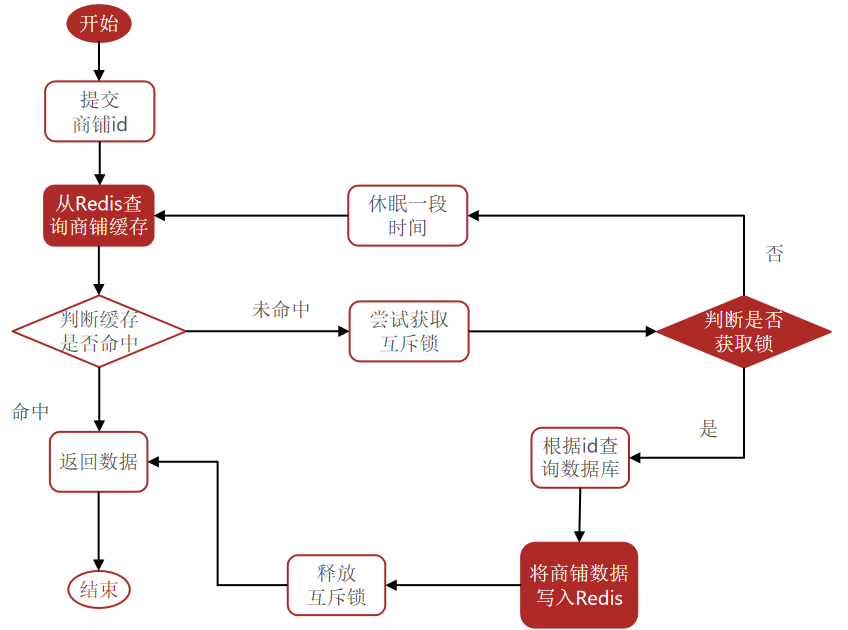 开始
提交
商铺id
从Redis查
询商铺缓存
休眠一段
时间
否
判断缓存
是否命中
未命中
尝试获取
互斥锁
判断是否
获取锁
命中
是
返回数据
根据id查
询数据库
将商铺数据
写入Redis
释放
互斥锁
结束